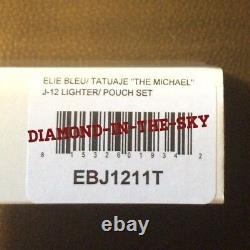 ELIE BLEU/ TATUAJE "THE MICHAEL"
J-12 LIGHTER/ POUCH SET
DIAMOND-IN-THE-SKY
8 15326 01934 2
EBJ1211T